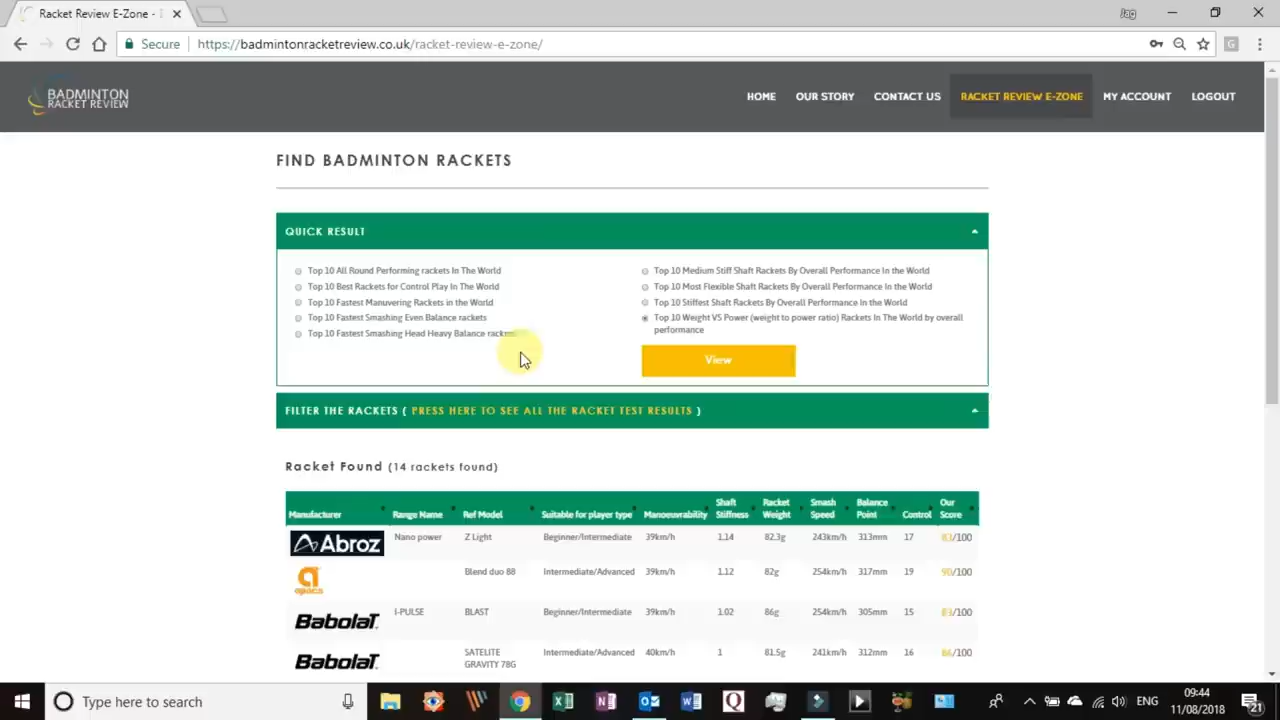 Racket Review E-Zone -
Secure
https://badmintonracketreview.co.uk/racket-review-e-zone/
BADMINTON
RACKET REVIEW
HOME OUR STORY CONTACT US RACKET REVIEW E-ZONE MY ACCOUNT LOGOUT
FIND BADMINTON RACKETS
QUICK RESULT
Top 10 All Round Performing rackets In The World
Top 10 Best Rackets for Control Play In The World
Top 10 Fastest Manuvering Rackets in the World
Top 10 Fastest Smashing Even Balance rackets
Top 10 Fastest Smashing Head Heavy Balance rackets
Top 10 Medium Stiff Shaft Rackets By Overall Performance In the World
Top 10 Most Flexible Shaft Rackets By Overall Performance In the World
Top 10 Stiffest Shaft Rackets By Overall Performance In the World
Top 10 Weight VS Power (weight to power ratio) Rackets In The World by overall
performance
View
FILTER THE RACKETS ( PRESS HERE TO SEE ALL THE RACKET TEST RESULTS )
Racket Found (14 rackets found)
Manufacturer Range Name Ref Model Suitable for player type Manoeuvrability Shaft Stiffness Racket Weight Smash Speed Balance Point Control Our Score
Abroz Nano power Z Light Beginner/Intermediate 39km/h 1.14 82.3g 243km/h 313mm 17 83/100
apacs Blend duo 88 Intermediate/Advanced 39km/h 1.12 82g 254km/h 317mm 19 90/100
BabolaT I-PULSE BLAST Beginner/Intermediate 39km/h 1.02 86g 254km/h 305mm 15 83/100
BabolaT SATELITE GRAVITY 78G Intermediate/Advanced 40km/h 1 81.5g 241km/h 312mm 16 86/100
Type here to search
ENG
09:44
11/08/2018
21